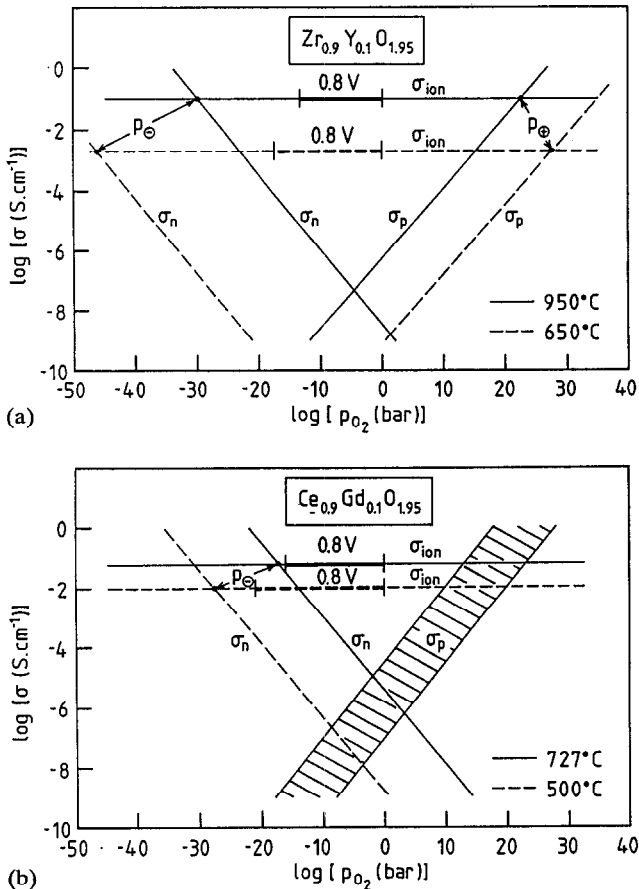 Zr0.9 Y0.1 O1.95
0
-2
-4
-6
-8
-10
log [σ (S.cm⁻¹)]
0.8 V
σion
p⊖
p⊕
0.8 V
σion
σn
σn
σp
σp
950°C
650°C
-50 -40 -30 -20 -10 0 10 20 30 40
log [ pO2 (bar)]
(a)
Ce0.9 Gd0.1 O1.95
0
-2
-4
-6
-8
-10
log [σ (S.cm⁻¹)]
0.8 V
σion
p⊖
0.8 V
σion
σn
σn
σp
727°C
500°C
-50 -40 -30 -20 -10 0 10 20 30 40
log [ pO2 (bar)]
(b)